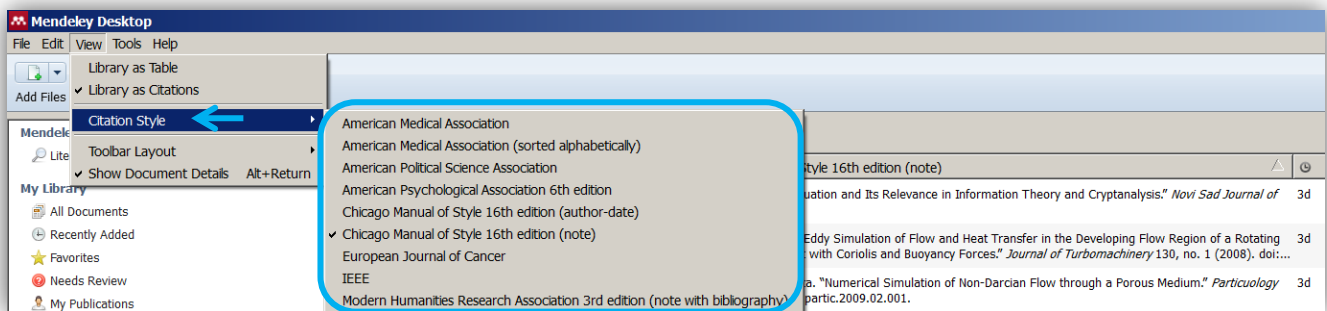 Mendeley Desktop
File Edit View Tools Help
Library as Table
Library as Citations
Add Files
Citation Style
Toolbar Layout
Show Document Details Alt+Return
American Medical Association
American Medical Association (sorted alphabetically)
American Political Science Association
American Psychological Association 6th edition
Chicago Manual of Style 16th edition (author-date)
Chicago Manual of Style 16th edition (note)
European Journal of Cancer
IEEE
Modern Humanities Research Association 3rd edition (note with bibliography)
Mendele
Lite
My Library
All Documents
Recently Added
Favorites
Needs Review
My Publications
Style 16th edition (note)
uation and Its Relevance in Information Theory and Cryptanalysis.” Novi Sad Journal of 3d
Eddy Simulation of Flow and Heat Transfer in the Developing Flow Region of a Rotating 3d
with Coriolis and Buoyancy Forces.” Journal of Turbomachinery 130, no. 1 (2008). doi:...
a. “Numerical Simulation of Non-Darcian Flow through a Porous Medium.” Particuology 3d
partic.2009.02.001.